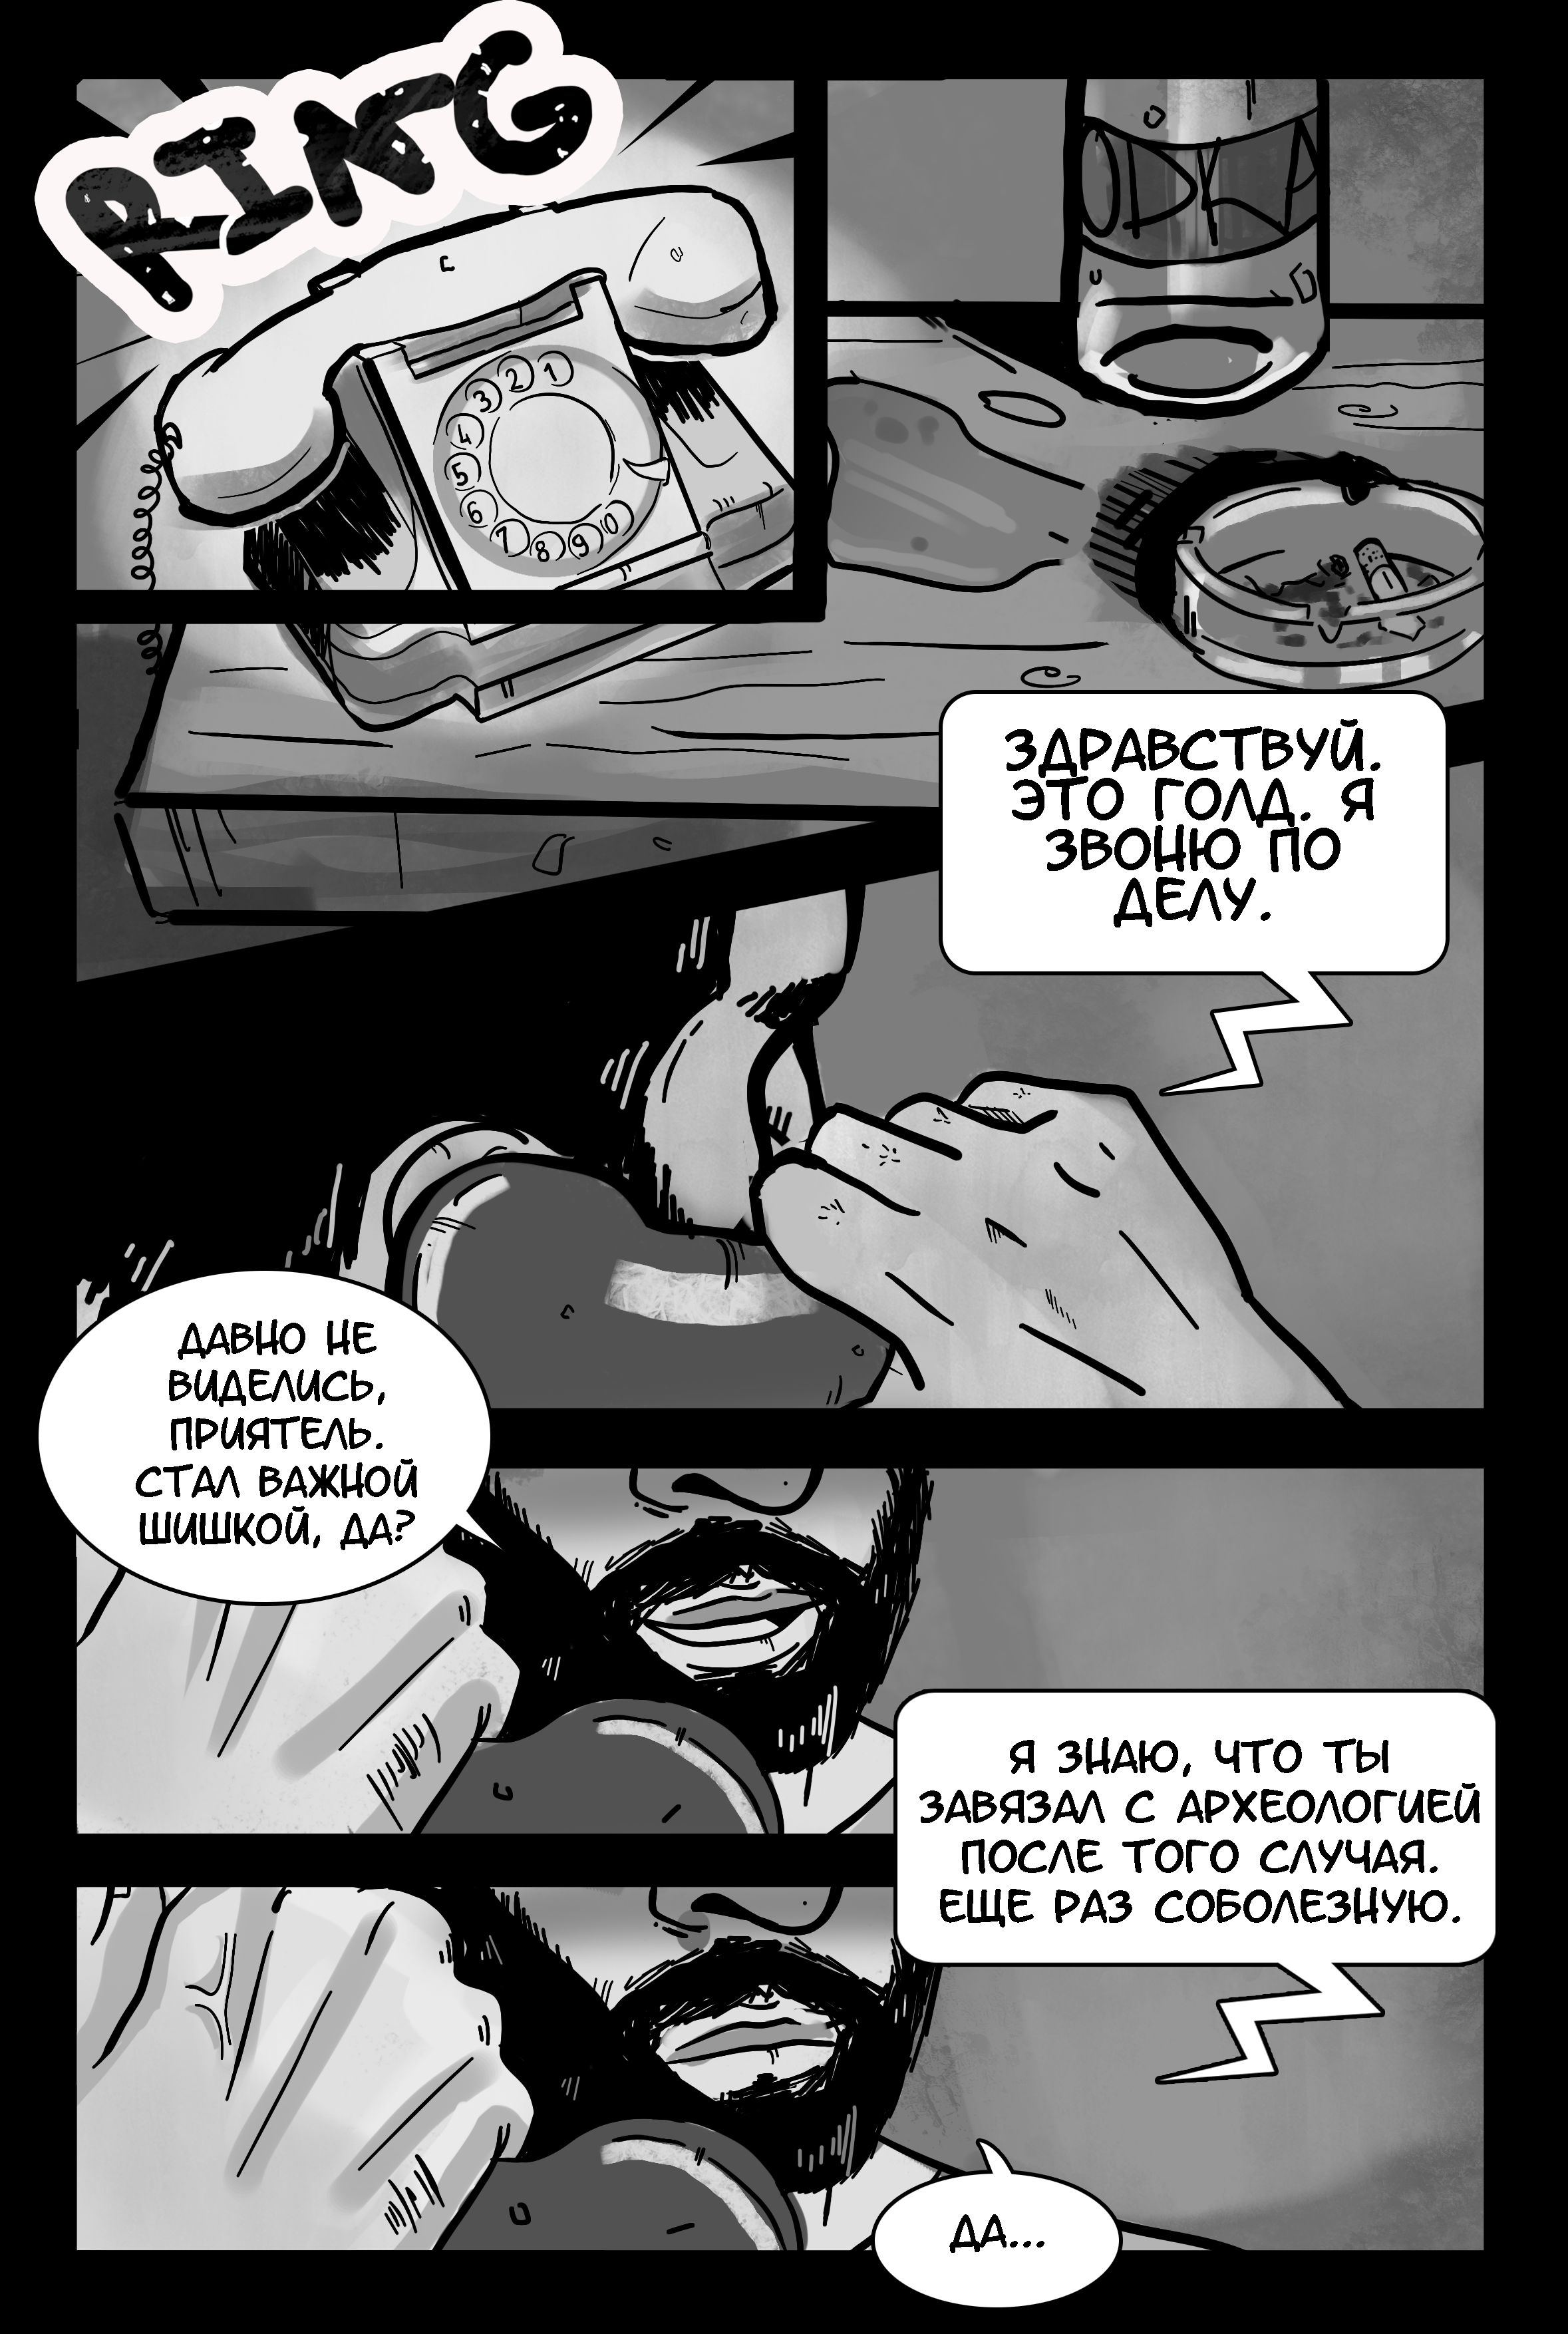 RING
ODKA
1
2
3
4
5
6
7
8
9
10
ЗДРАВСТВУЙ.
ЭТО ГОЛД. Я
ЗВОНЮ ПО
ДЕЛУ.
ДАВНО НЕ
ВИДЕЛИСЬ,
ПРИЯТЕЛЬ.
СТАЛ ВАЖНОЙ
ШИШКОЙ, ДА?
Я ЗНАЮ, ЧТО ТЫ
ЗАВЯЗАЛ С АРХЕОЛОГИЕЙ
ПОСЛЕ ТОГО СЛУЧАЯ.
ЕЩЕ РАЗ СОБОЛЕЗНУЮ.
ДА...